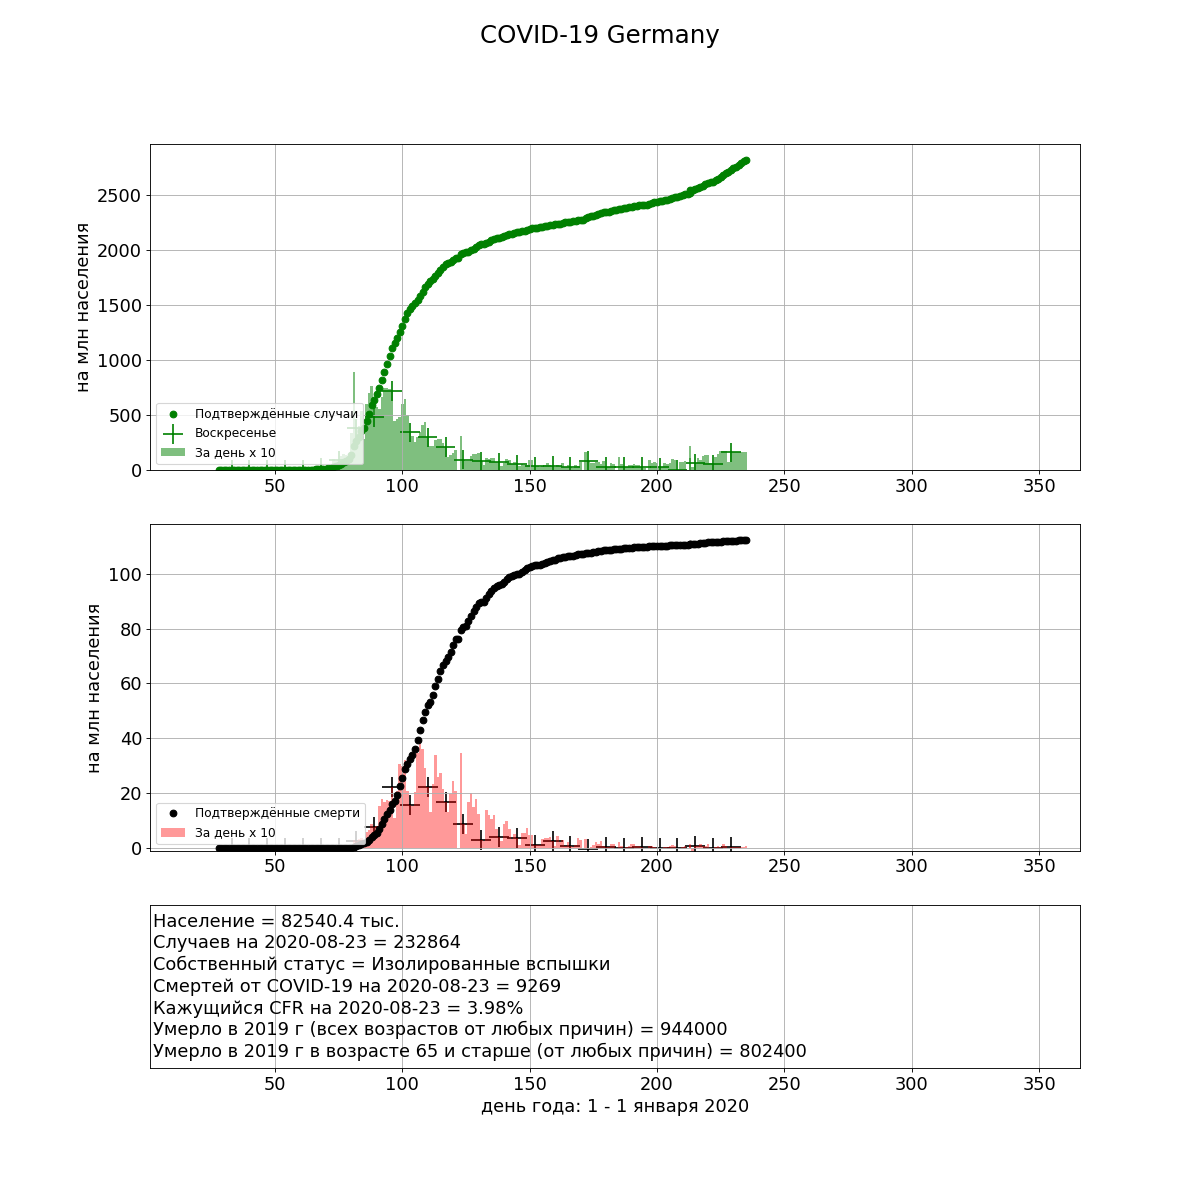 COVID-19 Germany
на млн населения
2500
2000
1500
1000
500
0
Подтверждённые случаи
Воскресенье
За день x 10
50 100 150 200 250 300 350
на млн населения
100
80
60
40
20
0
Подтверждённые смерти
За день x 10
50 100 150 200 250 300 350
Население = 82540.4 тыс.
Случаев на 2020-08-23 = 232864
Собственный статус = Изолированные вспышки
Смертей от COVID-19 на 2020-08-23 = 9269
Кажущийся CFR на 2020-08-23 = 3.98%
Умерло в 2019 г (всех возрастов от любых причин) = 944000
Умерло в 2019 г в возрасте 65 и старше (от любых причин) = 802400
50 100 150 200 250 300 350
день года: 1 - 1 января 2020